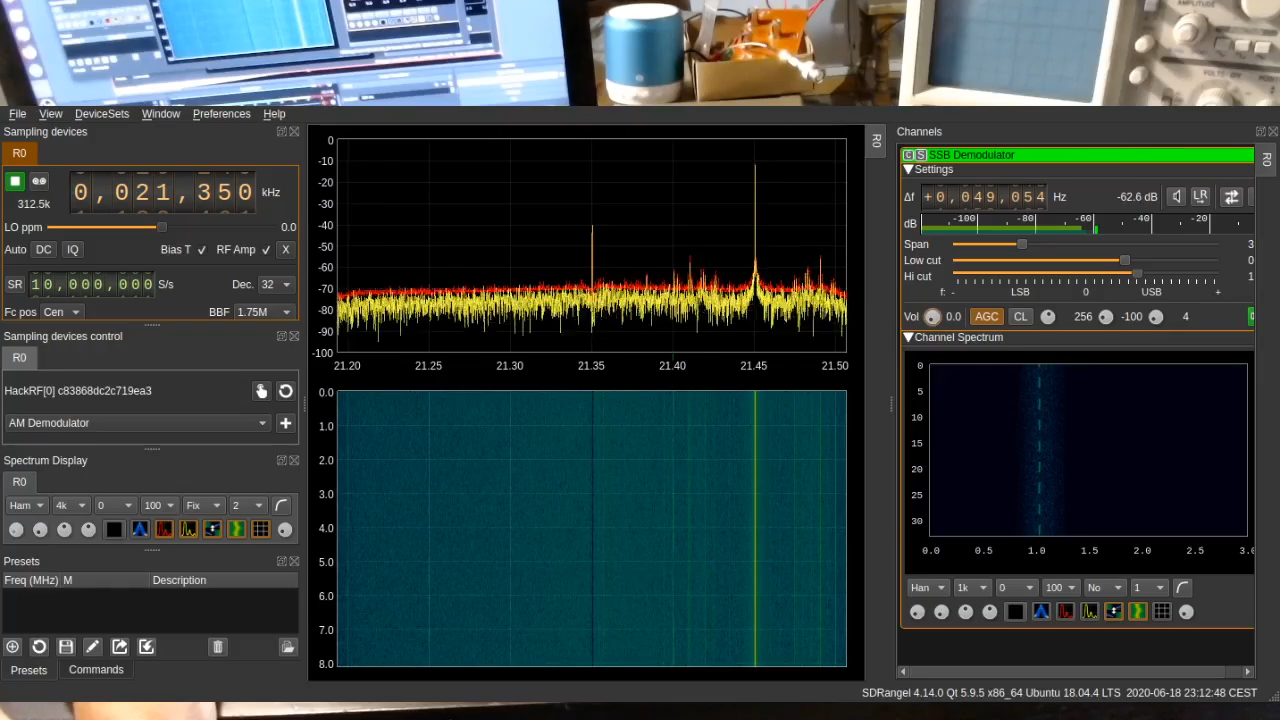 File View DeviceSets Window Preferences Help
Sampling devices
R0
0,021,350 kHz
312.5k
LO ppm 0.0
Auto DC IQ Bias T ✓ RF Amp ✓ X
SR 10,000,000 S/s Dec. 32
Fc pos Cen BBF 1.75M
Sampling devices control
R0
HackRF[0] c83868dc2c719ea3
AM Demodulator
Spectrum Display
R0
Ham 4k 0 100 Fix 2
Presets
Freq (MHz) M Description
Presets Commands
0
-10
-20
-30
-40
-50
-60
-70
-80
-90
-100
21.20 21.25 21.30 21.35 21.40 21.45 21.50
0.0
1.0
2.0
3.0
4.0
5.0
6.0
7.0
8.0
R0
Channels
R0
C S SSB Demodulator
Settings
Δf +0,049,054 Hz -62.6 dB LR
dB -100 -80 -60 -40 -20
Span 3
Low cut 0
Hi cut 1
f: - LSB 0 USB +
Vol 0.0 AGC CL 256 -100 4
Channel Spectrum
0
5
10
15
20
25
30
0.0 0.5 1.0 1.5 2.0 2.5 3.0
Han 1k 0 100 No 1
SDRangel 4.14.0 Qt 5.9.5 x86_64 Ubuntu 18.04.4 LTS 2020-06-18 23:12:48 CEST